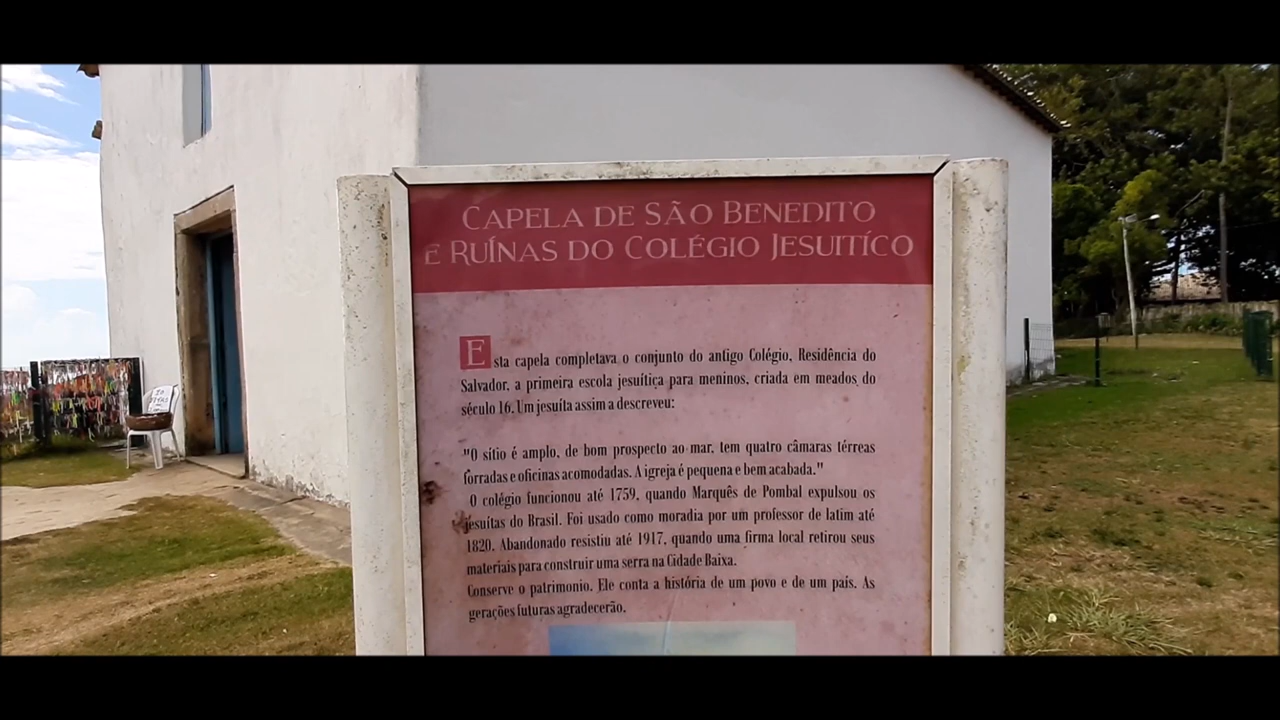 CAPELA DE SÃO BENEDITO
E RUÍNAS DO COLÉGIO JESUITÍCO
Esta capela completava o conjunto do antigo Colégio, Residência do
Salvador, a primeira escola jesuítica para meninos, criada em meados do
século 16. Um jesuíta assim a descreveu:
"O sítio é amplo, de bom prospecto ao mar, tem quatro câmaras térreas
forradas e oficinas acomodadas. A igreja é pequena e bem acabada."
O colégio funcionou até 1759, quando Marquês de Pombal expulsou os
jesuítas do Brasil. Foi usado como moradia por um professor de latim até
1820. Abandonado resistiu até 1917, quando uma firma local retirou seus
materiais para construir uma serra na Cidade Baixa.
Conserve o patrimonio. Ele conta a história de um povo e de um país. As
gerações futuras agradecerão.